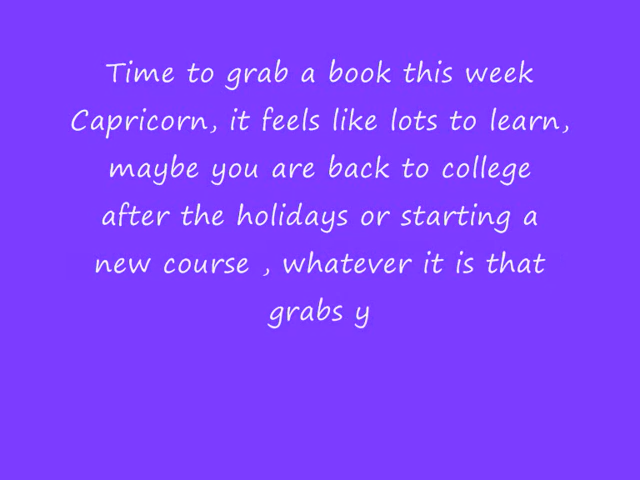 Time to grab a book this week
Capricorn, it feels like lots to learn,
maybe you are back to college
after the holidays or starting a
new course , whatever it is that
grabs y